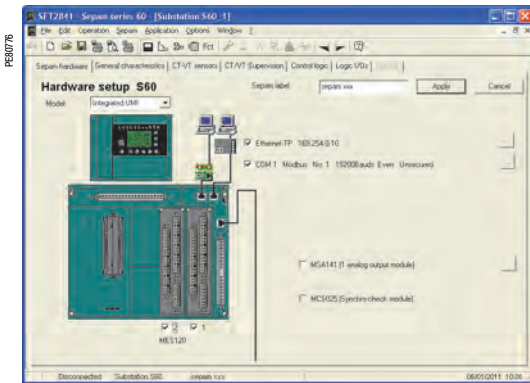 PE80776
SFT2841 - Sepam series 60 - [Substation S60_1]
File Edit Operation Sepam Application Options Window ?
Sepam hardware General characteristics CT-VT sensors CT/VT Supervision Control logic Logic I/Os
Hardware setup S60
Sepam label
sepam xxx
Apply
Cancel
Model
Integrated UMI
Ethernet-TP 169.254.0.10
COM 1 Modbus No. 1 19200Bauds Even Unsecured
MSA141 (1 analog output module)
MCS025 (Synchro-check module)
2 1
MES120
Disconnected Substation S60 sepam xxx 06/01/2011 10:06